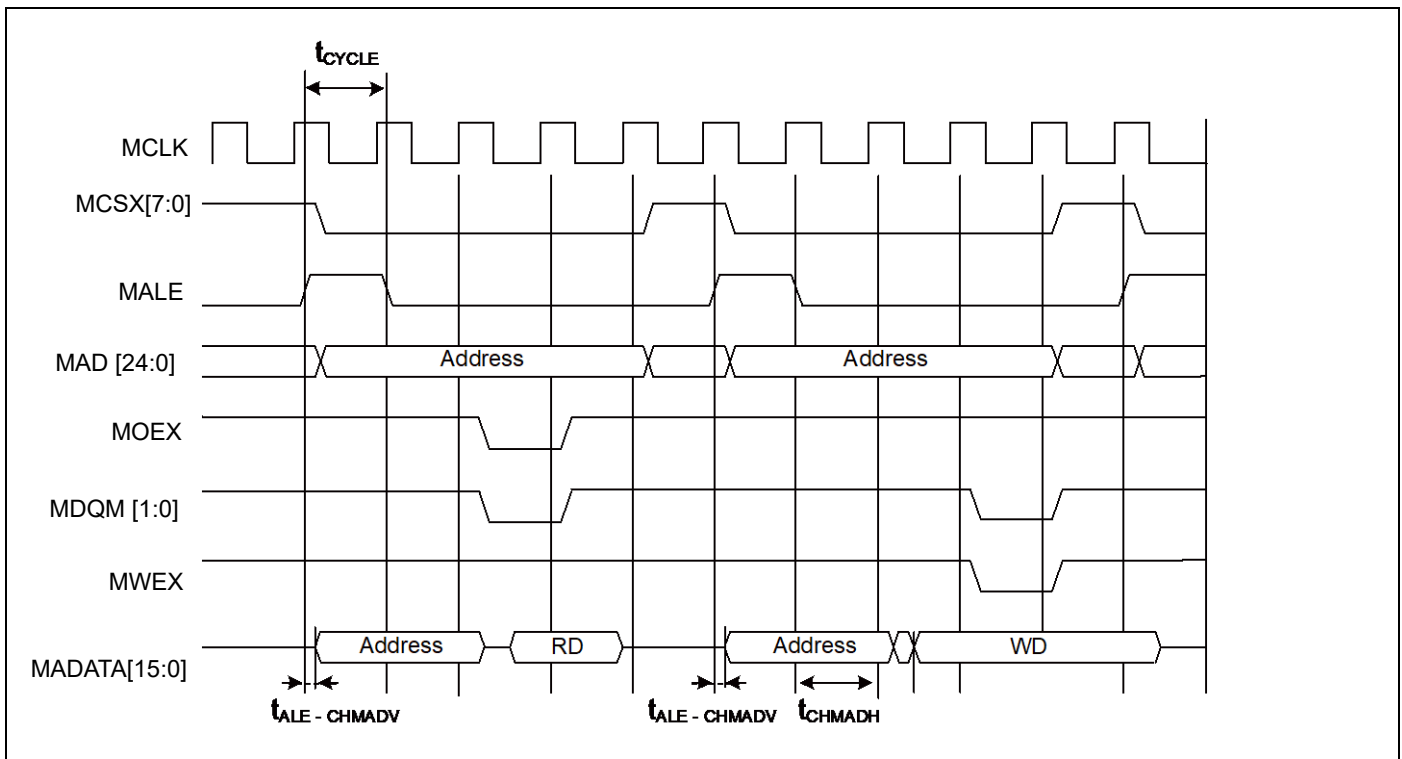 tCYCLE
MCLK
MCSX[7:0]
MALE
MAD [24:0] Address Address
MOEX
MDQM [1:0]
MWEX
MADATA[15:0] Address RD Address WD
tALE - CHMADV tALE - CHMADV tCHMADH